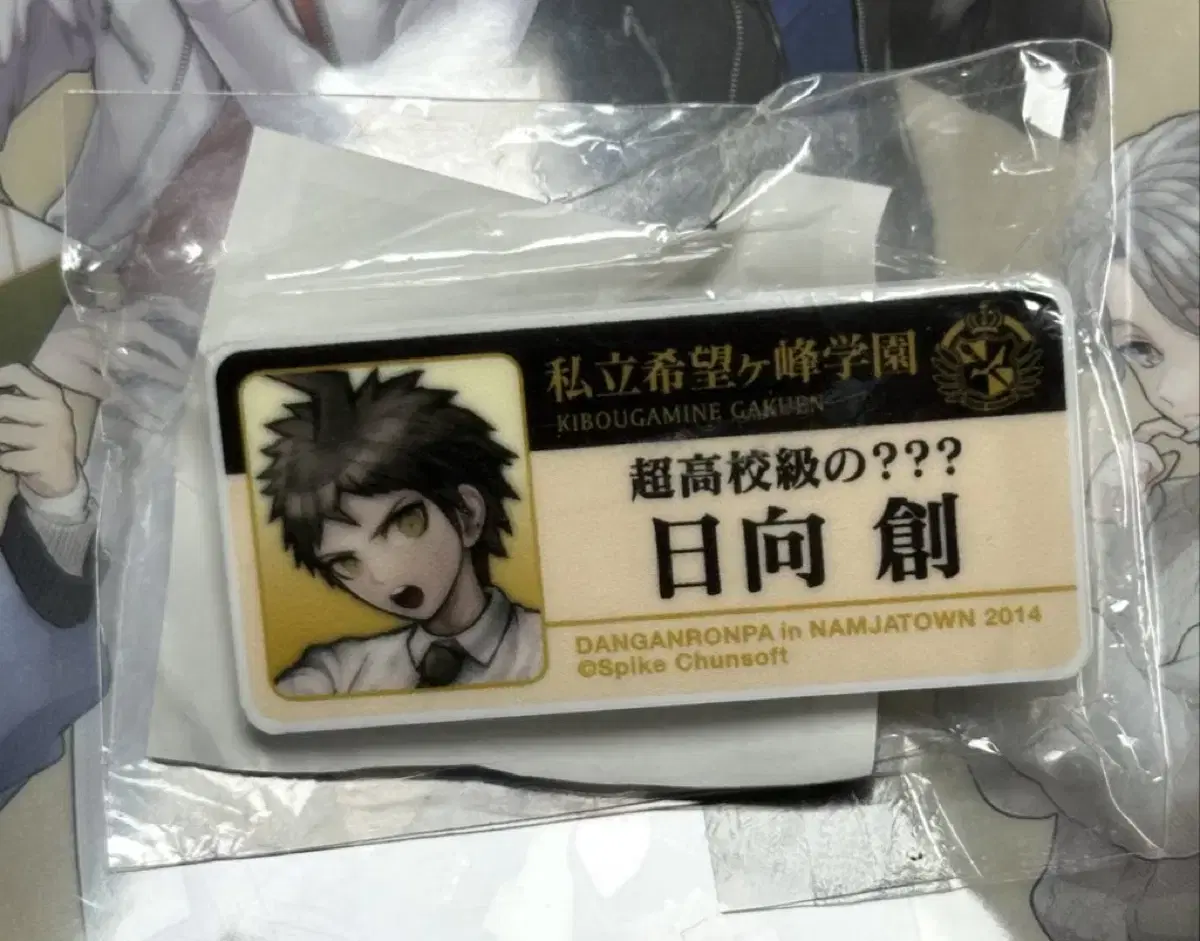 私立希望ヶ峰学園
KIBOUGAMINE GAKUEN
超高校級の???
日向 創
DANGANRONPA in NAMJATOWN 2014
©Spike Chunsoft